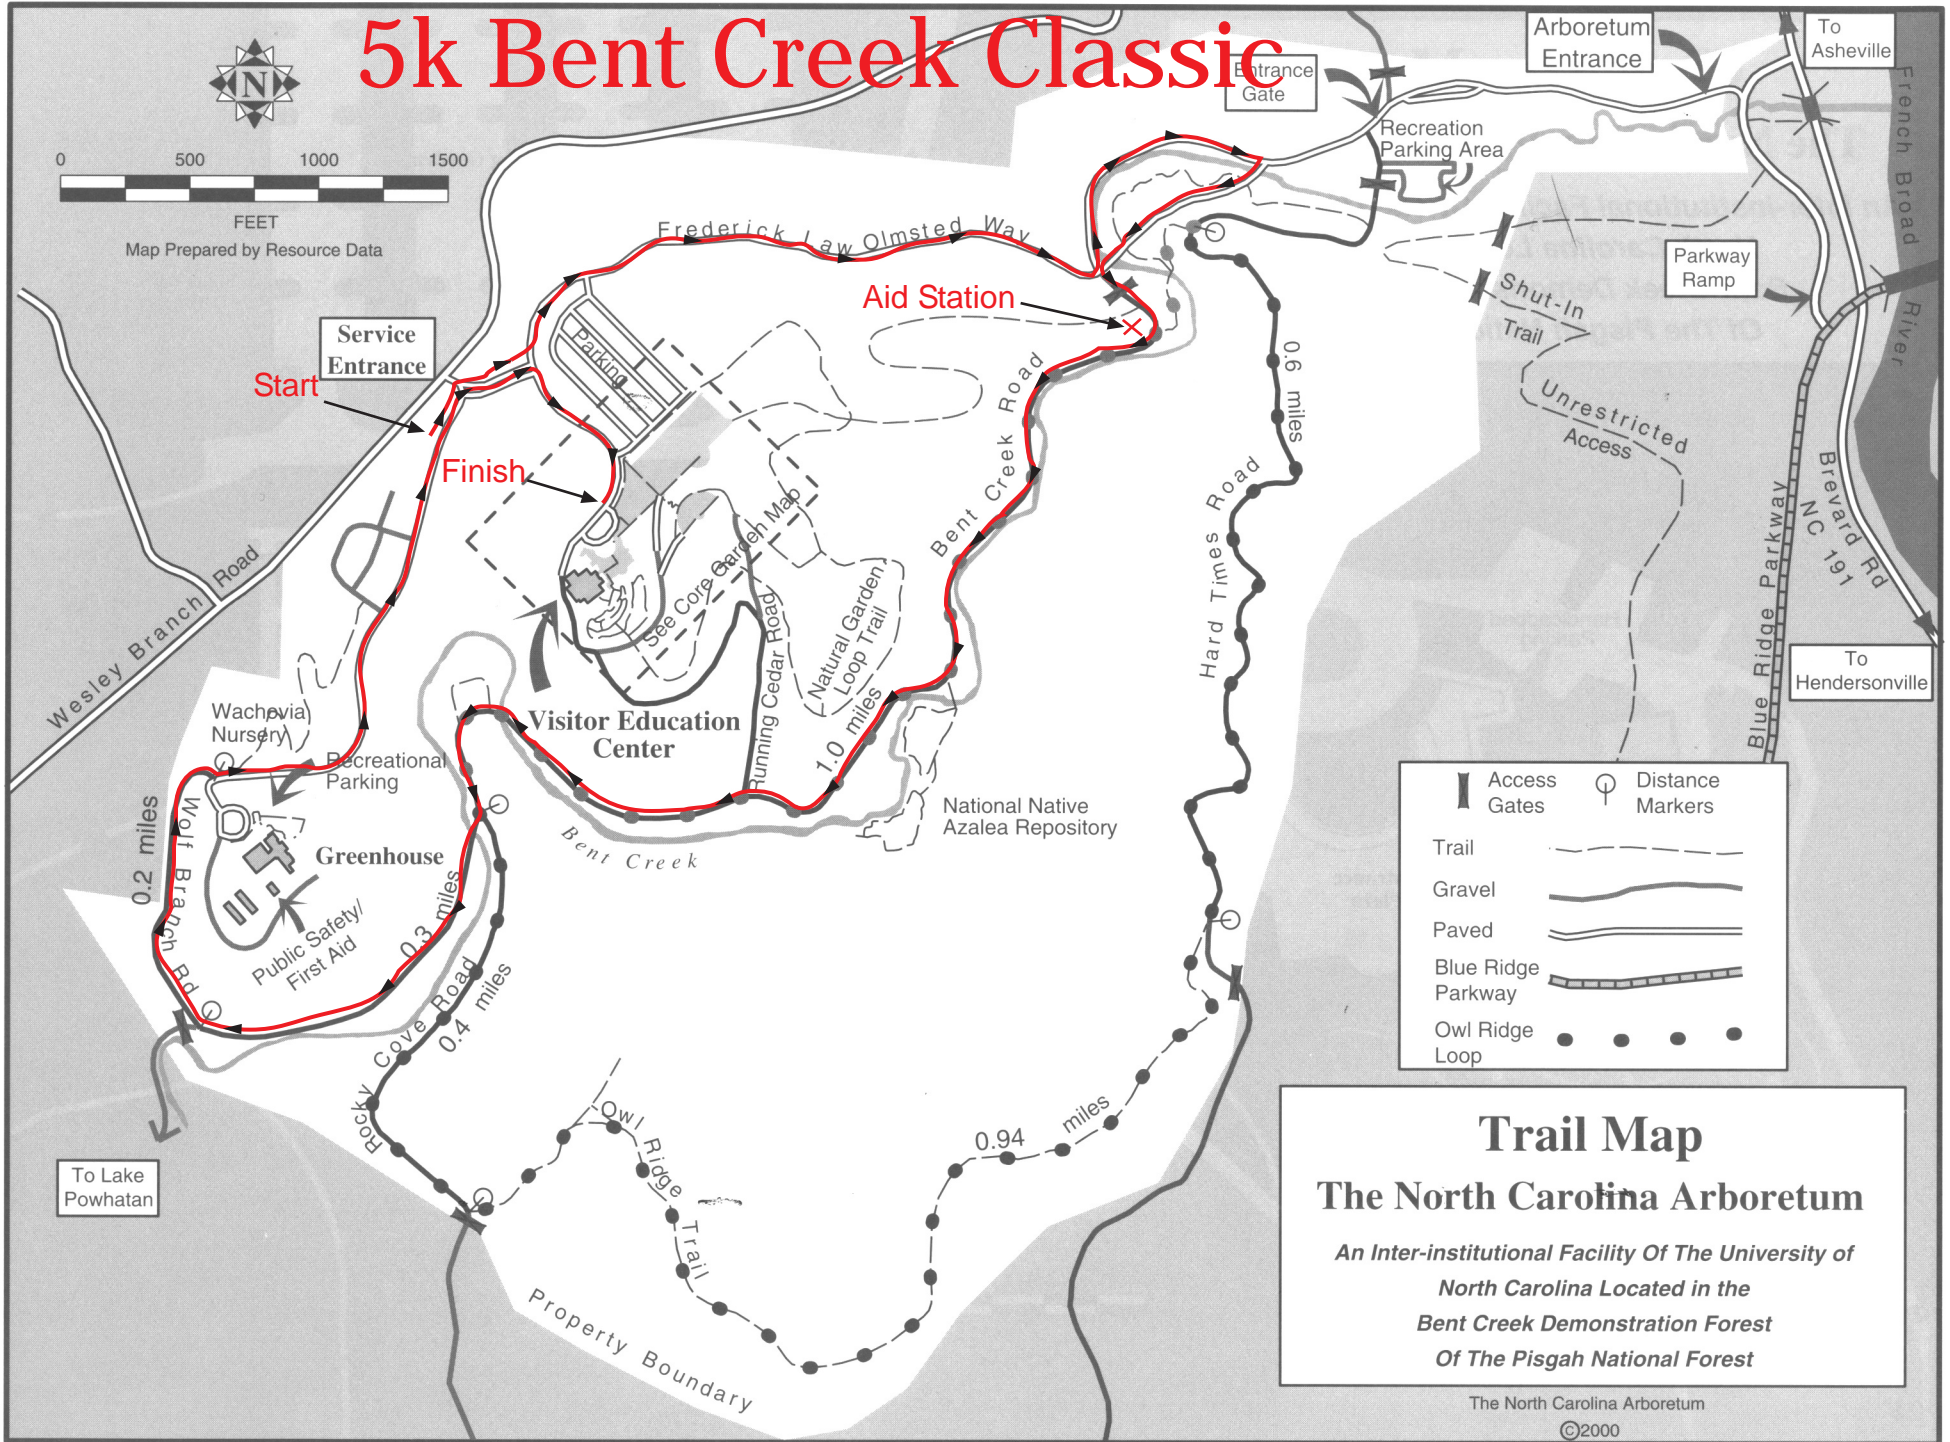 5k Bent Creek Classic
N
0 500 1000 1500
FEET
Map Prepared by Resource Data
Entrance
Gate
Arboretum
Entrance
To
Asheville
Recreation
Parking Area
French Broad River
Frederick Law Olmsted Way
Parkway
Ramp
Shut-In
Trail
Aid Station
Service
Entrance
Start
Parking
Finish
Bent Creek Road
0.6 miles
Unrestricted
Access
Hard Times Road
Blue Ridge Parkway
Brevard Rd
NC 191
See Core Garden Map
Wesley Branch Road
Running Cedar Road
Natural Garden
Loop Trail
To
Hendersonville
Wachovia
Nursery
Recreational
Parking
Visitor Education
Center
1.0 miles
0.2 miles
Wolf Branch Rd
Greenhouse
Bent Creek
National Native
Azalea Repository
Public Safety/
First Aid
0.3 miles
Rocky Cove Road
0.4 miles
Access
Gates
Distance
Markers
Trail
Gravel
Paved
Blue Ridge
Parkway
Owl Ridge
Loop
To Lake
Powhatan
Owl Ridge Trail
0.94 miles
Property Boundary
Trail Map
The North Carolina Arboretum
An Inter-institutional Facility Of The University of
North Carolina Located in the
Bent Creek Demonstration Forest
Of The Pisgah National Forest
The North Carolina Arboretum
©2000